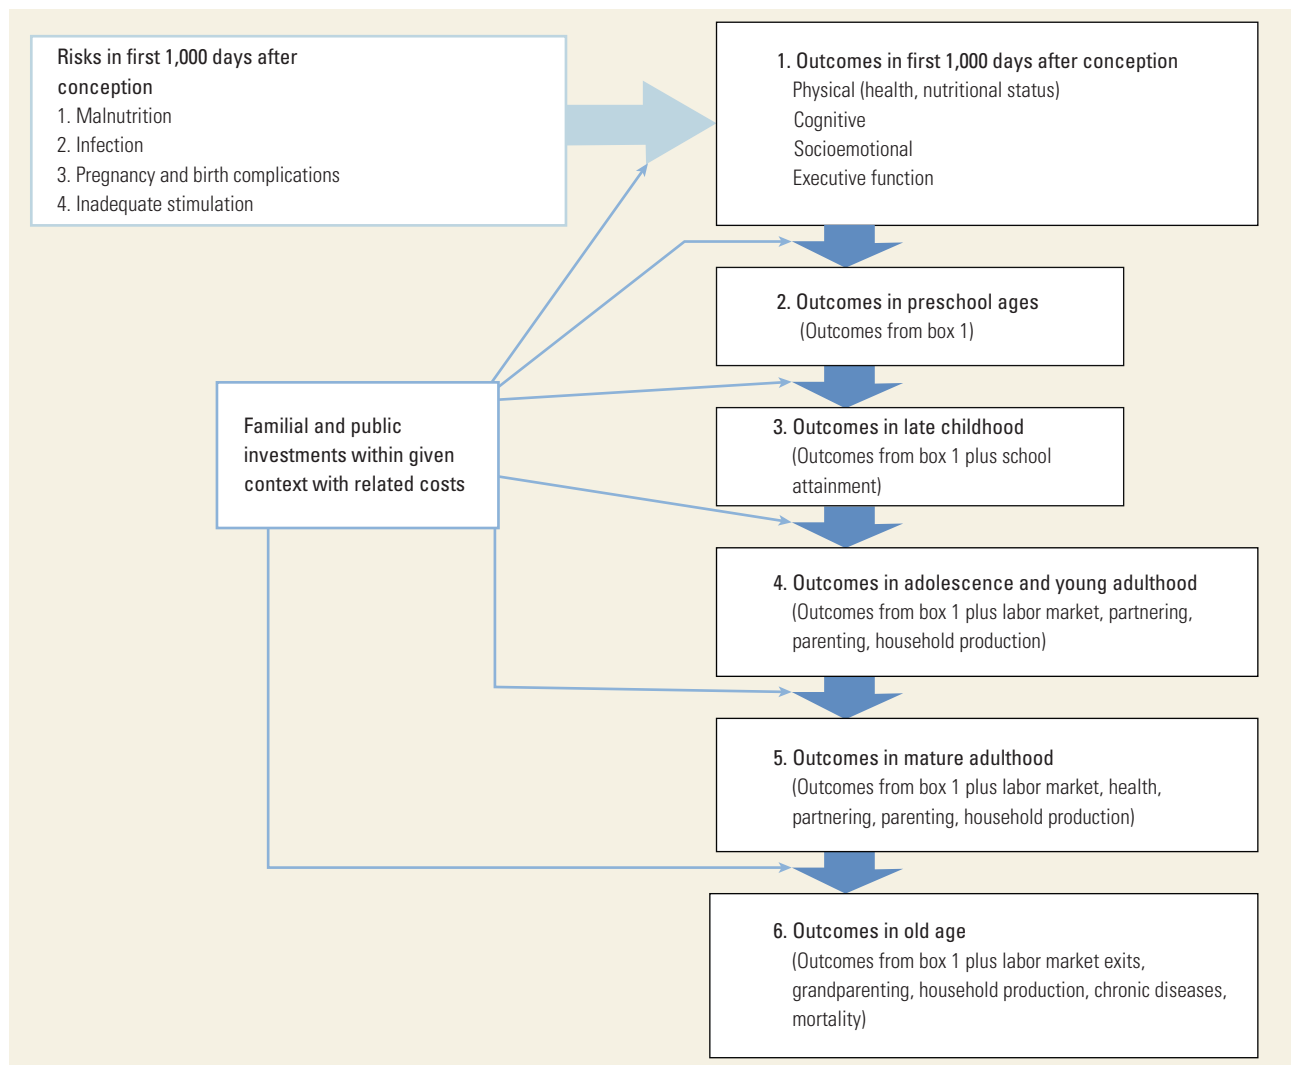 Risks in first 1,000 days after
conception
1. Malnutrition
2. Infection
3. Pregnancy and birth complications
4. Inadequate stimulation
1. Outcomes in first 1,000 days after conception
Physical (health, nutritional status)
Cognitive
Socioemotional
Executive function
2. Outcomes in preschool ages
(Outcomes from box 1)
Familial and public
investments within given
context with related costs
3. Outcomes in late childhood
(Outcomes from box 1 plus school
attainment)
4. Outcomes in adolescence and young adulthood
(Outcomes from box 1 plus labor market, partnering,
parenting, household production)
5. Outcomes in mature adulthood
(Outcomes from box 1 plus labor market, health,
partnering, parenting, household production)
6. Outcomes in old age
(Outcomes from box 1 plus labor market exits,
grandparenting, household production, chronic diseases,
mortality)